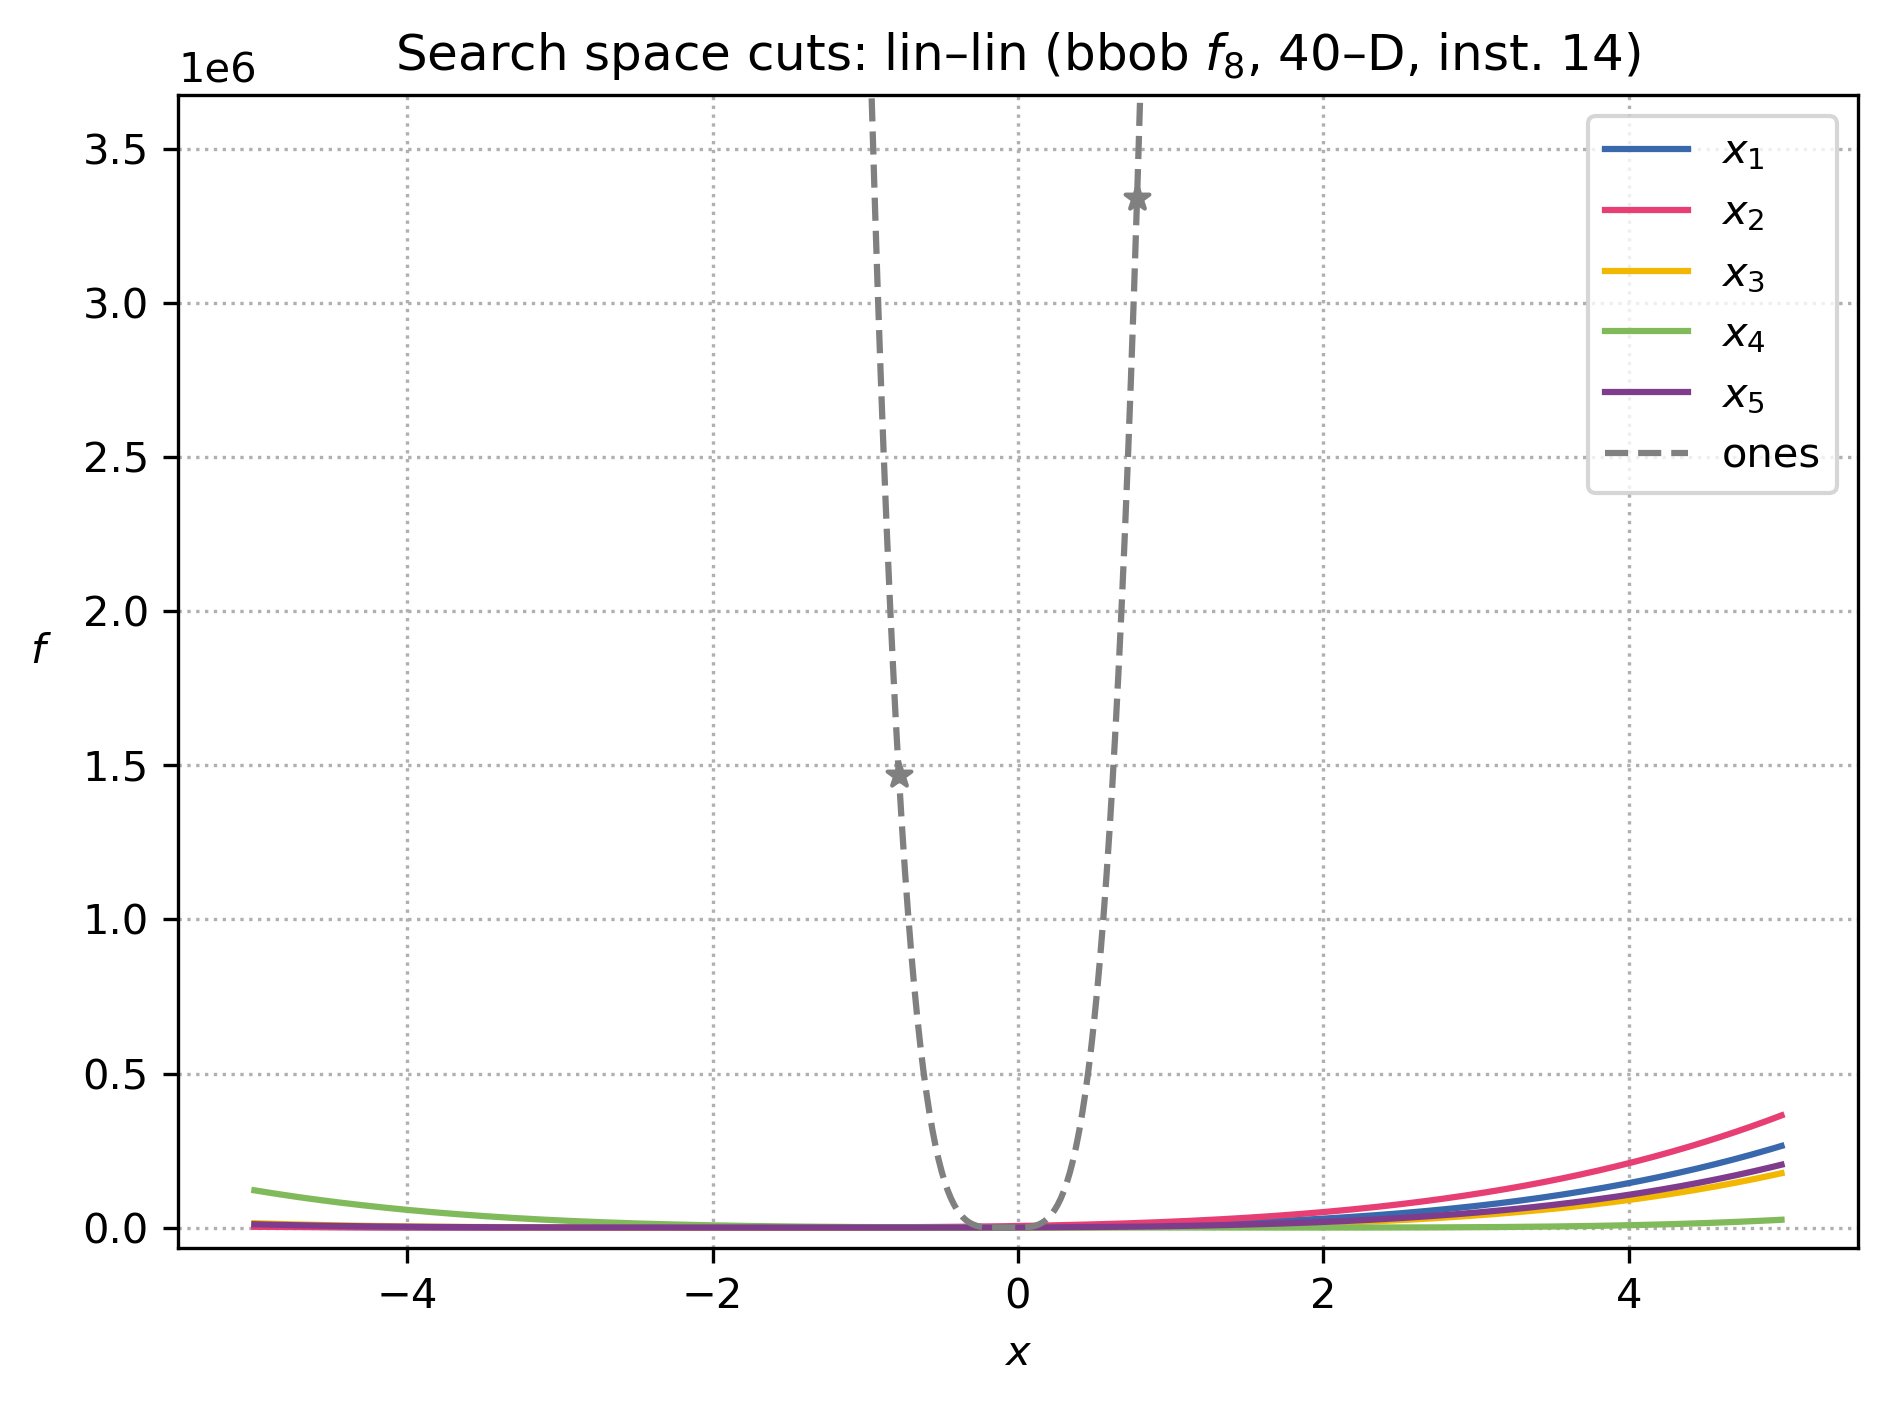 Search space cuts: lin–lin (bbob f₈, 40–D, inst. 14)
1e6
3.5
3.0
2.5
2.0
1.5
1.0
0.5
0.0
f
−4
−2
0
2
4
x
x₁
x₂
x₃
x₄
x₅
ones